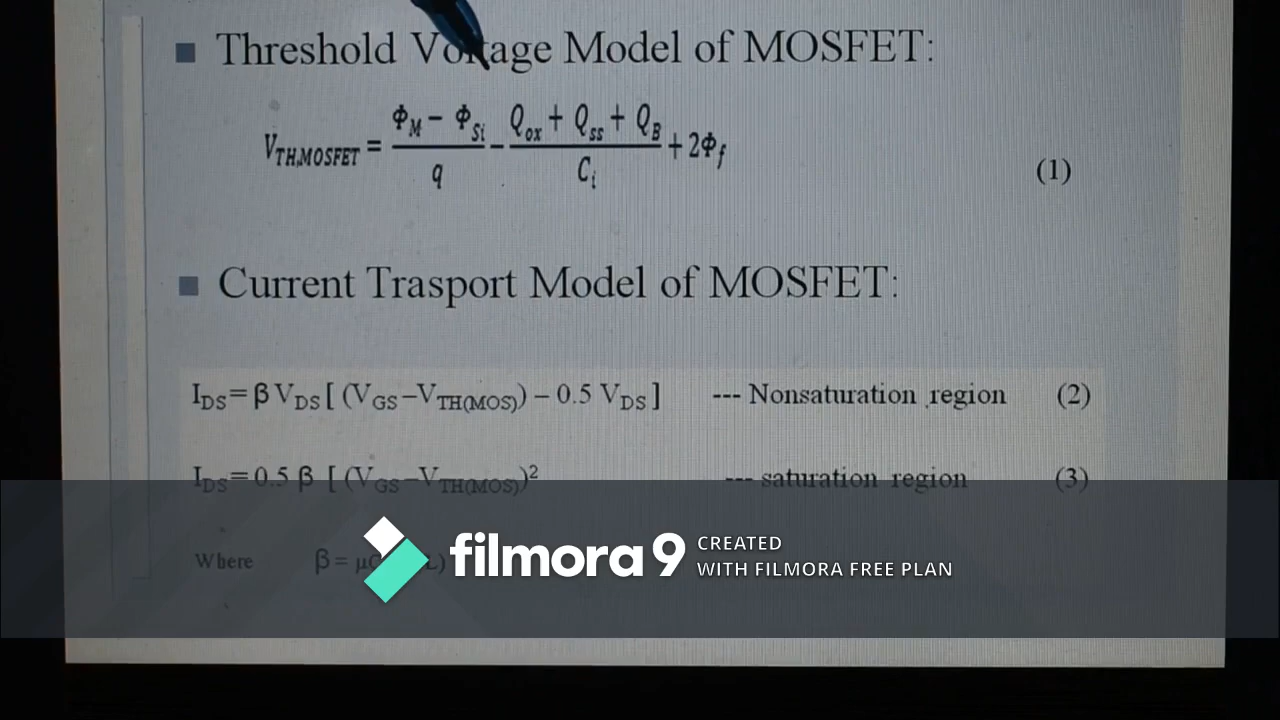 Threshold Voltage Model of MOSFET:
V_TH,MOSFET = (Φ_M − Φ_Si)/q − (Q_ox + Q_ss + Q_B)/C_i + 2Φ_f (1)
Current Trasport Model of MOSFET:
I_DS = β V_DS [ (V_GS – V_TH(MOS)) – 0.5 V_DS ] --- Nonsaturation region (2)
I_DS = 0.5 β [ (V_GS – V_TH(MOS))² --- saturation region (3)
Where β = μ
filmora 9 CREATED
WITH FILMORA FREE PLAN